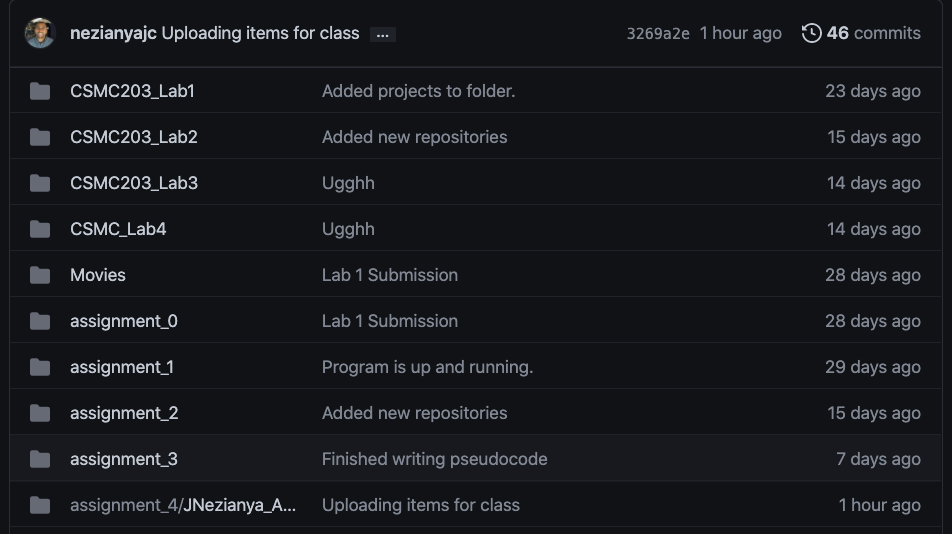 nezianyajc Uploading items for class ... 3269a2e 1 hour ago 46 commits
CSMC203_Lab1 Added projects to folder. 23 days ago
CSMC203_Lab2 Added new repositories 15 days ago
CSMC203_Lab3 Ugghh 14 days ago
CSMC_Lab4 Ugghh 14 days ago
Movies Lab 1 Submission 28 days ago
assignment_0 Lab 1 Submission 28 days ago
assignment_1 Program is up and running. 29 days ago
assignment_2 Added new repositories 15 days ago
assignment_3 Finished writing pseudocode 7 days ago
assignment_4/JNezianya_A... Uploading items for class 1 hour ago